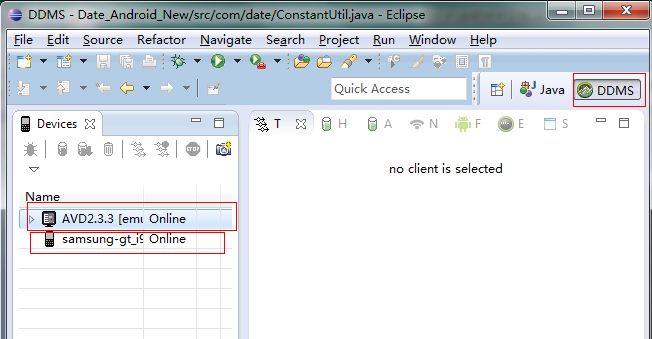 DDMS - Date_Android_New/src/com/date/ConstantUtil.java - Eclipse
File Edit Source Refactor Navigate Search Project Run Window Help
Quick Access
Java
DDMS
Devices
T H A N F E S
no client is selected
Name
AVD2.3.3 [emu Online
samsung-gt_i9 Online